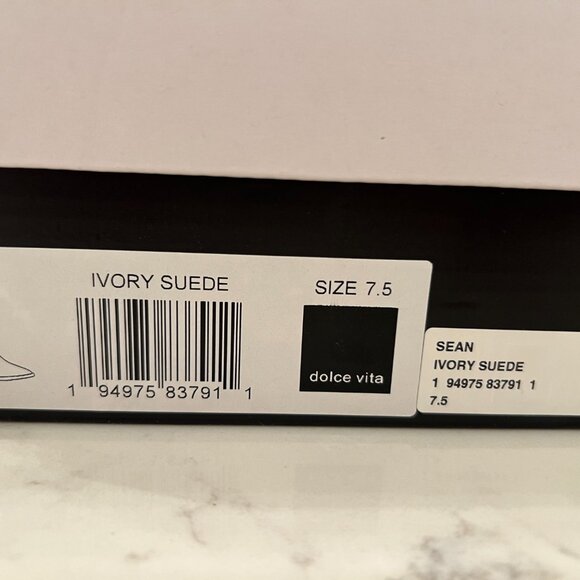 IVORY SUEDE
1 94975 83791 1
SIZE 7.5
dolce vita
SEAN
IVORY SUEDE
1 94975 83791 1
7.5